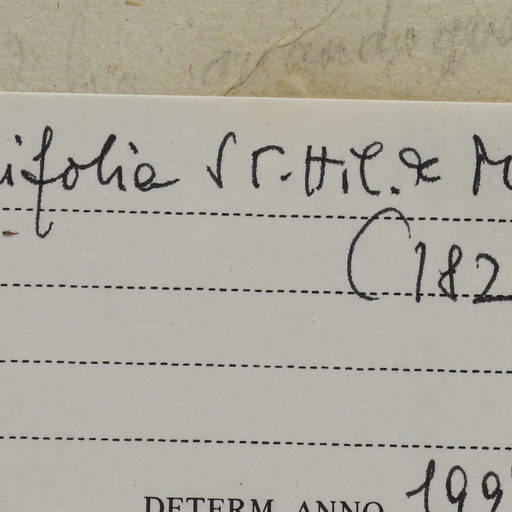 ifolia St. Hil. & M
(182
DETERM. ANNO 199